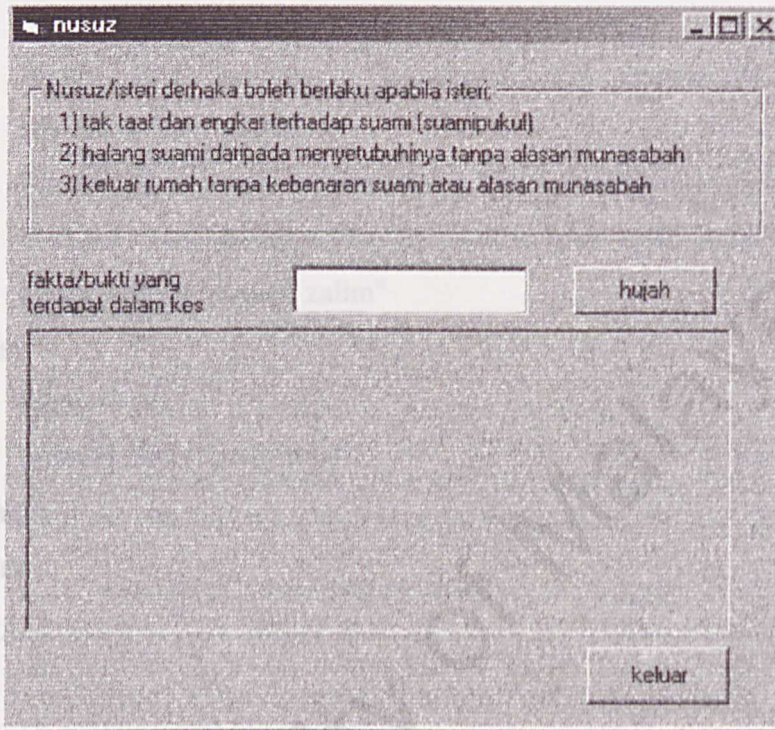 nusuz
Nusuz/isteri derhaka boleh berlaku apabila isteri:
1) tak taat dan engkar terhadap suami (suamipukul)
2) halang suami daripada menyetubuhinya tanpa alasan munasabah
3) keluar rumah tanpa kebenaran suami atau alasan munasabah
fakta/bukti yang
terdapat dalam kes
hujah
keluar